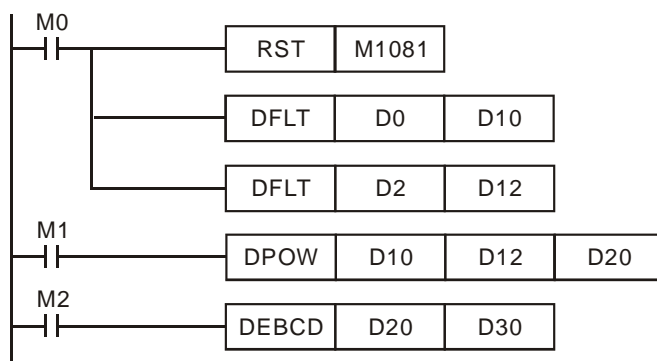 M0
RST M1081
DFLT D0 D10
DFLT D2 D12
M1
DPOW D10 D12 D20
M2
DEBCD D20 D30